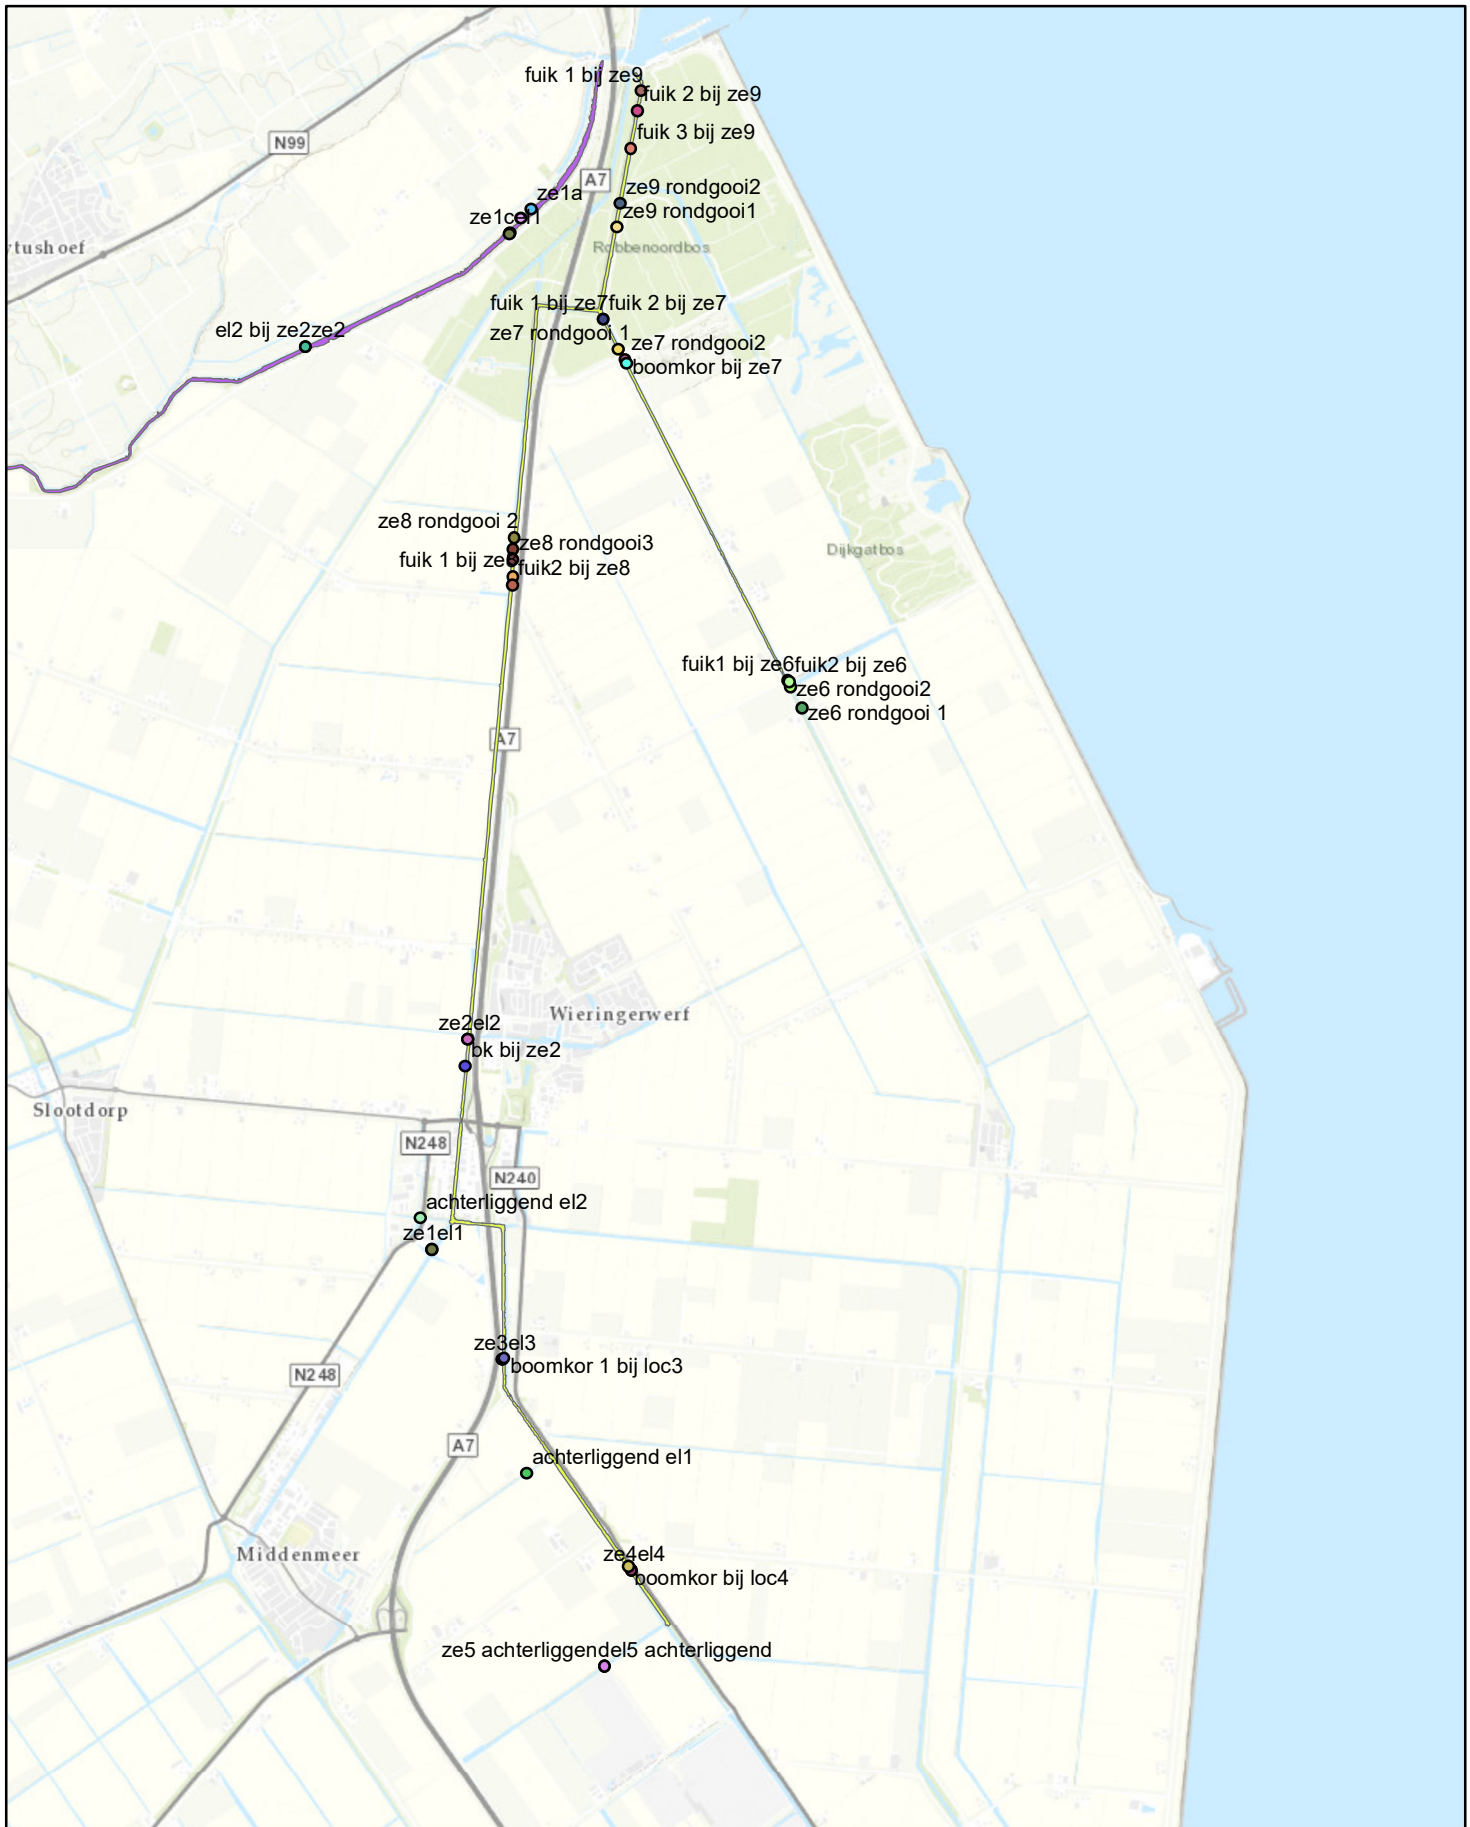 fuik 1 bij ze9
fuik 2 bij ze9
fuik 3 bij ze9
N99
A7
ze9 rondgooi2
ze1a
ze9 rondgooi1
ytushoef
Robbenoordbos
fuik 1 bij ze7fuik 2 bij ze7
el2 bij ze2ze2
ze7 rondgooi 1
ze7 rondgooi2
boomkor bij ze7
ze8 rondgooi 2
ze8 rondgooi3
Dijkgatbos
fuik 1 bij ze8
fuik2 bij ze8
fuik1 bij ze6fuik2 bij ze6
ze6 rondgooi2
ze6 rondgooi 1
A7
Wieringerwerf
ze2el2
bk bij ze2
Slootdorp
N248
N240
achterliggend el2
ze1el1
ze3el3
boomkor 1 bij loc3
N248
A7
achterliggend el1
Middenmeer
ze4el4
boomkor bij loc4
ze5 achterliggendel5 achterliggend